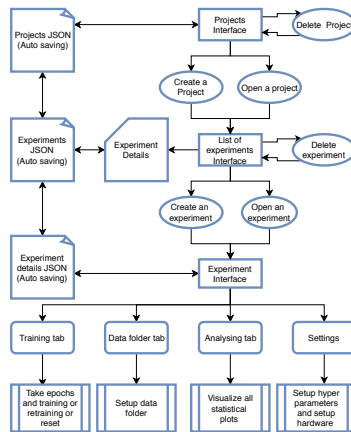 Projects JSON
(Auto saving)
Projects
Interface
Delete Project
Create a
Project
Open a project
Experiments
JSON
(Auto saving)
Experiment
Details
List of
experiments
Interface
Delete
experiment
Create an
experiment
Open an
experiment
Experiment
details JSON
(Auto saving)
Experiment
Interface
Training tab
Data folder tab
Analysing tab
Settings
Take epochs
and training or
retraining or
reset
Setup data
folder
Visualize all
statistical
plots
Setup hyper
parameters
and setup
hardware